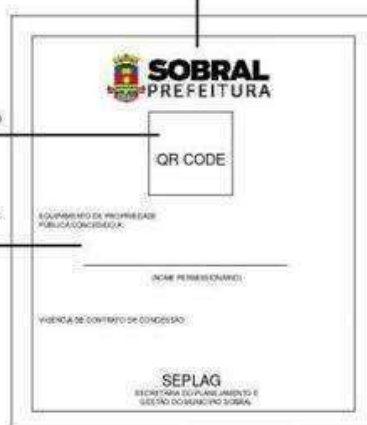 SOBRAL
PREFEITURA
QR CODE
EQUIPAMENTO DE PROPRIEDADE
PÚBLICA CONCEDIDO A:
(NOME PERMISSIONÁRIO)
VIGÊNCIA DE CONTRATO DE CONCESSÃO
SEPLAG
SECRETARIA DO PLANEJAMENTO E
GESTÃO DO MUNICÍPIO SOBRAL